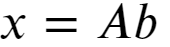 x = Ab